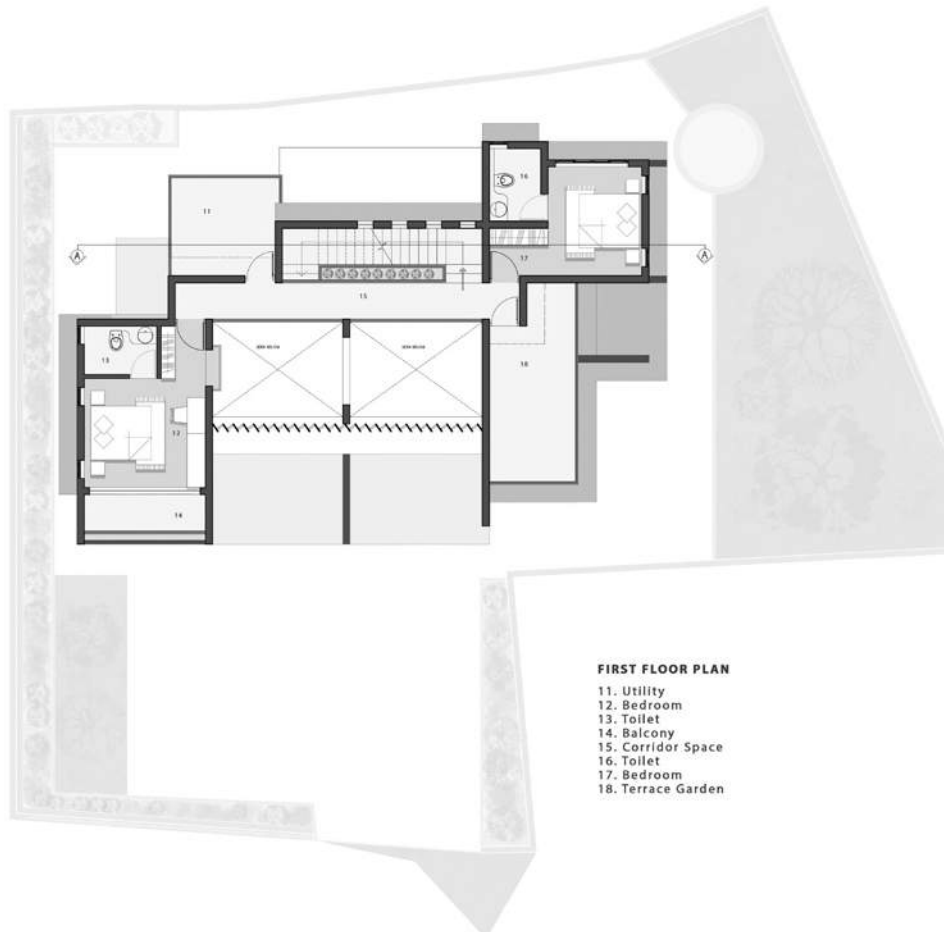 16
11
A
A
17
15
13
18
12
14
FIRST FLOOR PLAN
11. Utility
12. Bedroom
13. Toilet
14. Balcony
15. Corridor Space
16. Toilet
17. Bedroom
18. Terrace Garden